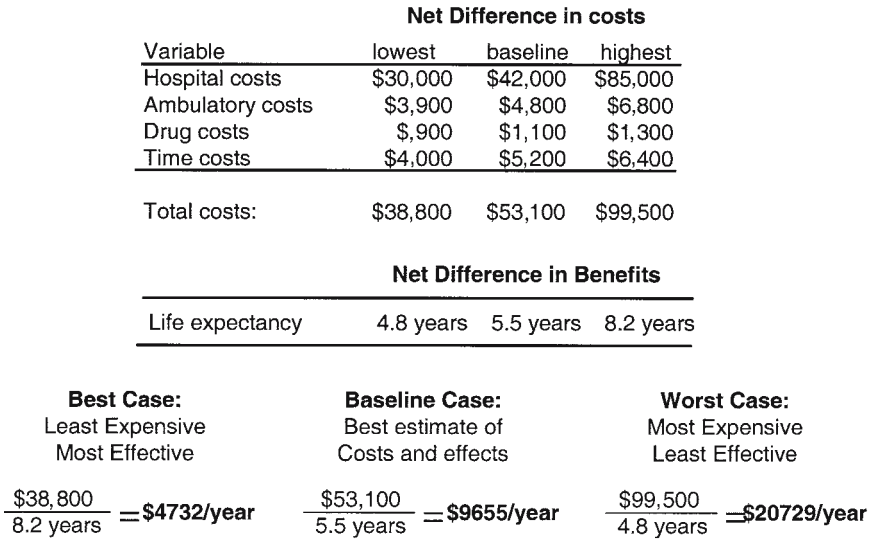 Net Difference in costs
Variable lowest baseline highest
Hospital costs $30,000 $42,000 $85,000
Ambulatory costs $3,900 $4,800 $6,800
Drug costs $,900 $1,100 $1,300
Time costs $4,000 $5,200 $6,400
Total costs: $38,800 $53,100 $99,500
Net Difference in Benefits
Life expectancy 4.8 years 5.5 years 8.2 years
Best Case: Baseline Case: Worst Case:
Least Expensive Best estimate of Most Expensive
Most Effective Costs and effects Least Effective
$38,800 $53,100 $99,500
= $4732/year = $9655/year = $20729/year
8.2 years 5.5 years 4.8 years